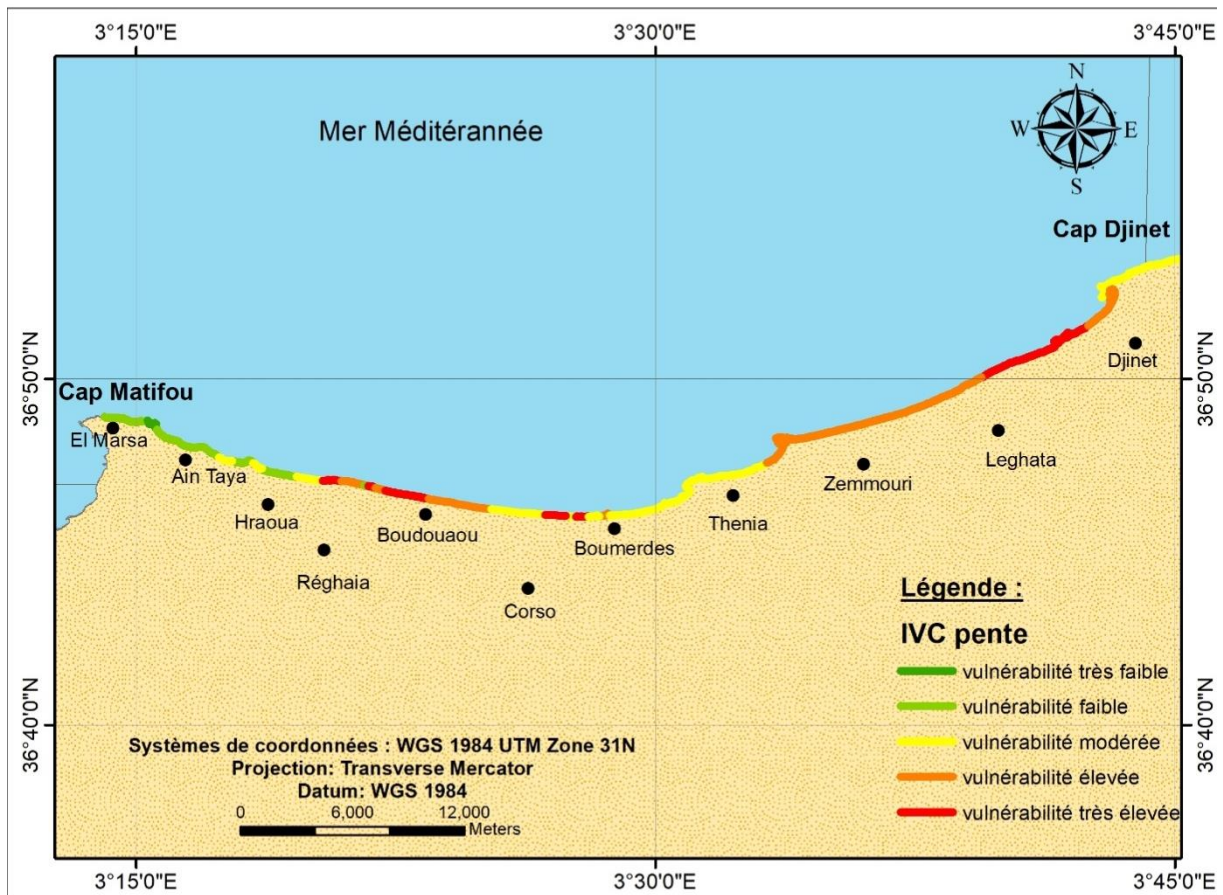 3°15'0"E
3°30'0"E
3°45'0"E
N
W
E
S
Mer Méditérannée
Cap Djinet
36°50'0"N
36°50'0"N
Djinet
Cap Matifou
El Marsa
Ain Taya
Hraoua
Réghaia
Boudouaou
Corso
Boumerdes
Thenia
Zemmouri
Leghata
Légende :
IVC pente
vulnérabilité très faible
vulnérabilité faible
vulnérabilité modérée
vulnérabilité élevée
vulnérabilité très élevée
36°40'0"N
36°40'0"N
Systèmes de coordonnées : WGS 1984 UTM Zone 31N
Projection: Transverse Mercator
Datum: WGS 1984
0 6,000 12,000
Meters
3°15'0"E
3°30'0"E
3°45'0"E